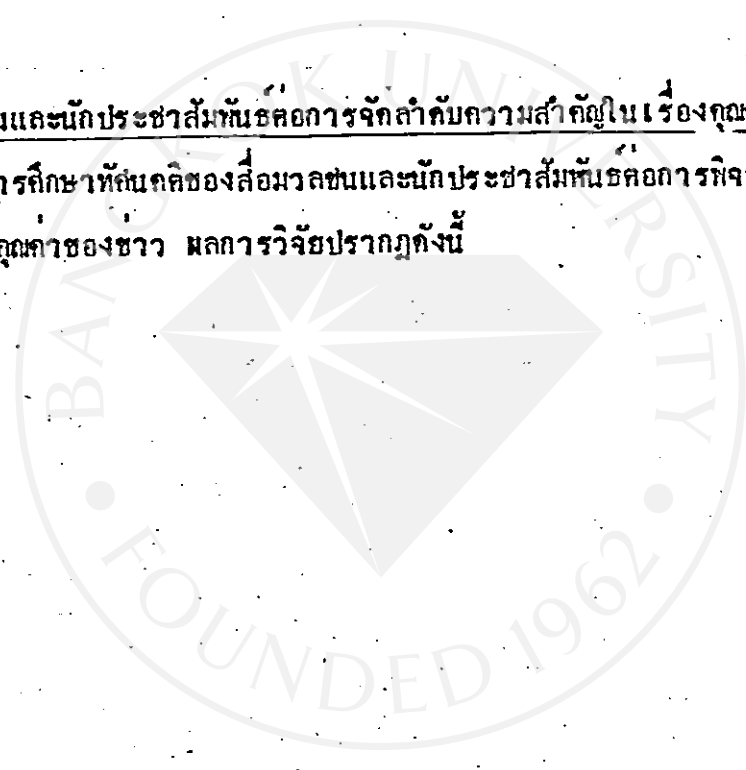 นและนักประชาสัมพันธ์ต่อการจัดลำดับความสำคัญในเรื่องคุณ
ารศึกษาทัศนคติของสื่อมวลชนและนักประชาสัมพันธ์ต่อการพิจ
คุณค่าของข่าว ผลการวิจัยปรากฏดังนี้
BANGKOK UNIVERSITY
FOUNDED 1962